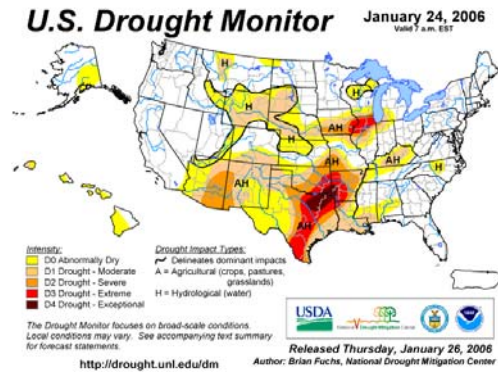 U.S. Drought Monitor
January 24, 2006
Valid 7 a.m. EST
H
H
H
H
AH
AH
AH
AH
H
AH
AH
Intensity:
D0 Abnormally Dry
D1 Drought - Moderate
D2 Drought - Severe
D3 Drought - Extreme
D4 Drought - Exceptional
Drought Impact Types:
Delineates dominant impacts
A = Agricultural (crops, pastures,
grasslands)
H = Hydrological (water)
The Drought Monitor focuses on broad-scale conditions.
Local conditions may vary. See accompanying text summary
for forecast statements.
http://drought.unl.edu/dm
USDA
Released Thursday, January 26, 2006
Author: Brian Fuchs, National Drought Mitigation Center